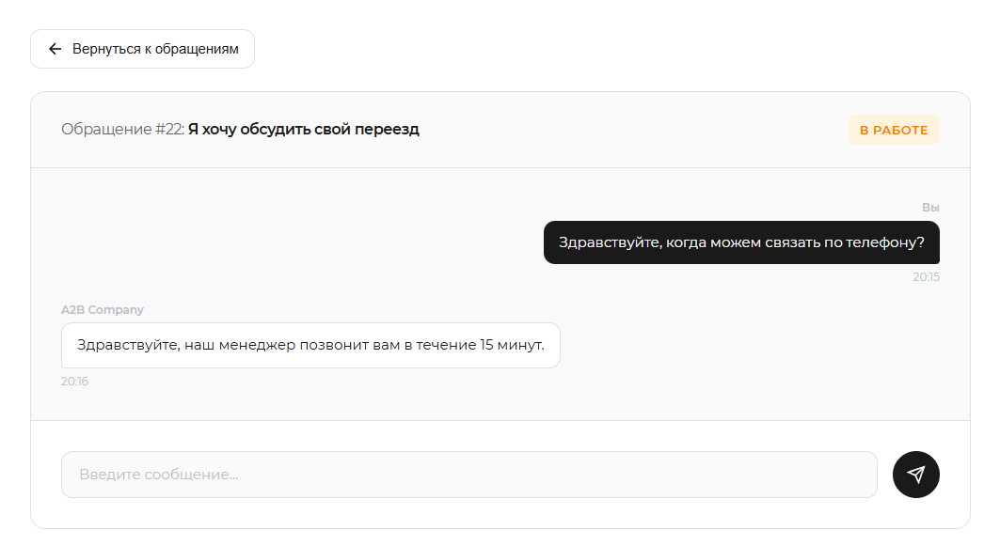 Вернуться к обращениям
Обращение #22: Я хочу обсудить свой переезд
В РАБОТЕ
Вы
Здравствуйте, когда можем связать по телефону?
20:15
A2B Company
Здравствуйте, наш менеджер позвонит вам в течение 15 минут.
20:16
Введите сообщение...